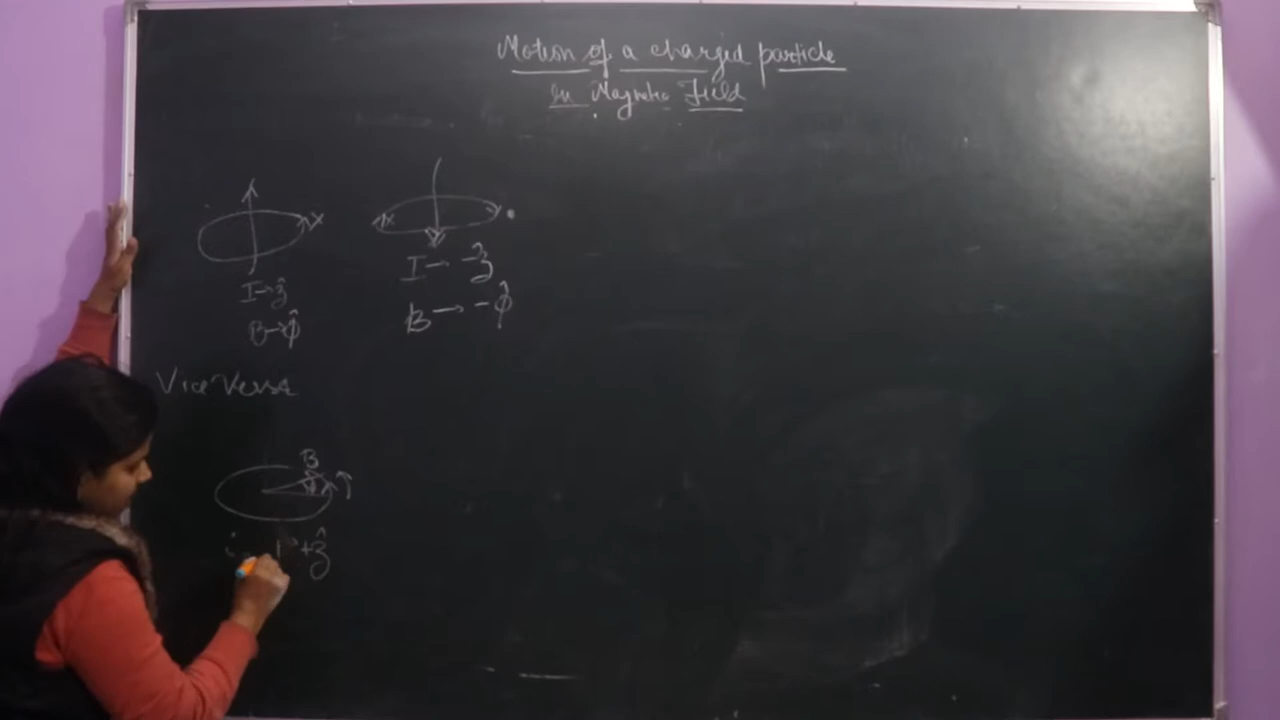 Motion of a charged particle
In Magnetic Field
I → ẑ
B → φ̂
I → -ẑ
B → -φ̂
Vice Versa
B
+ẑ